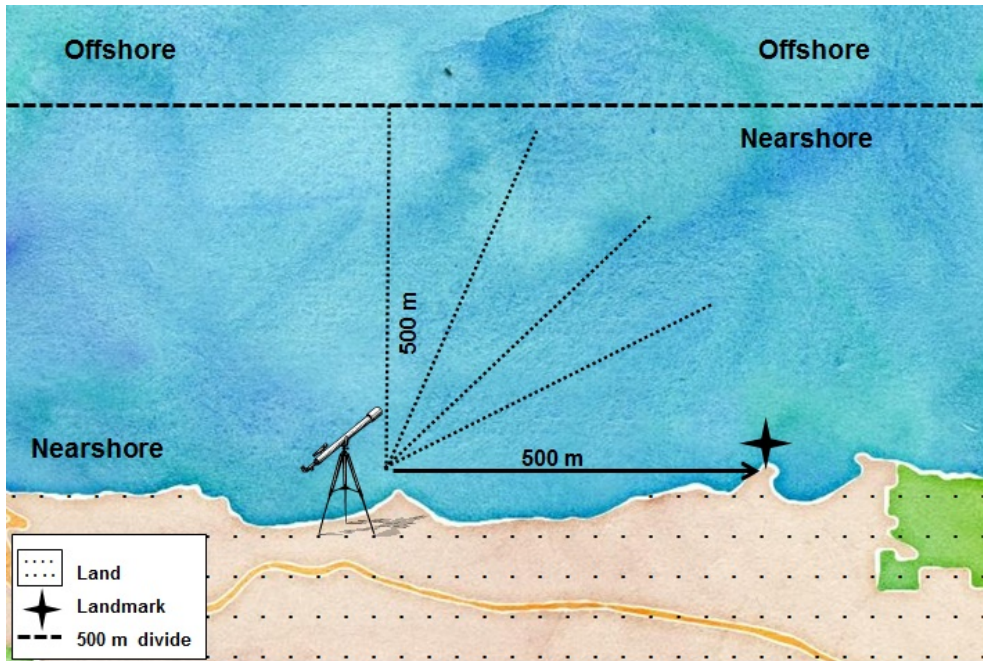 Offshore
Offshore
Nearshore
500 m
Nearshore
500 m
Land
Landmark
500 m divide